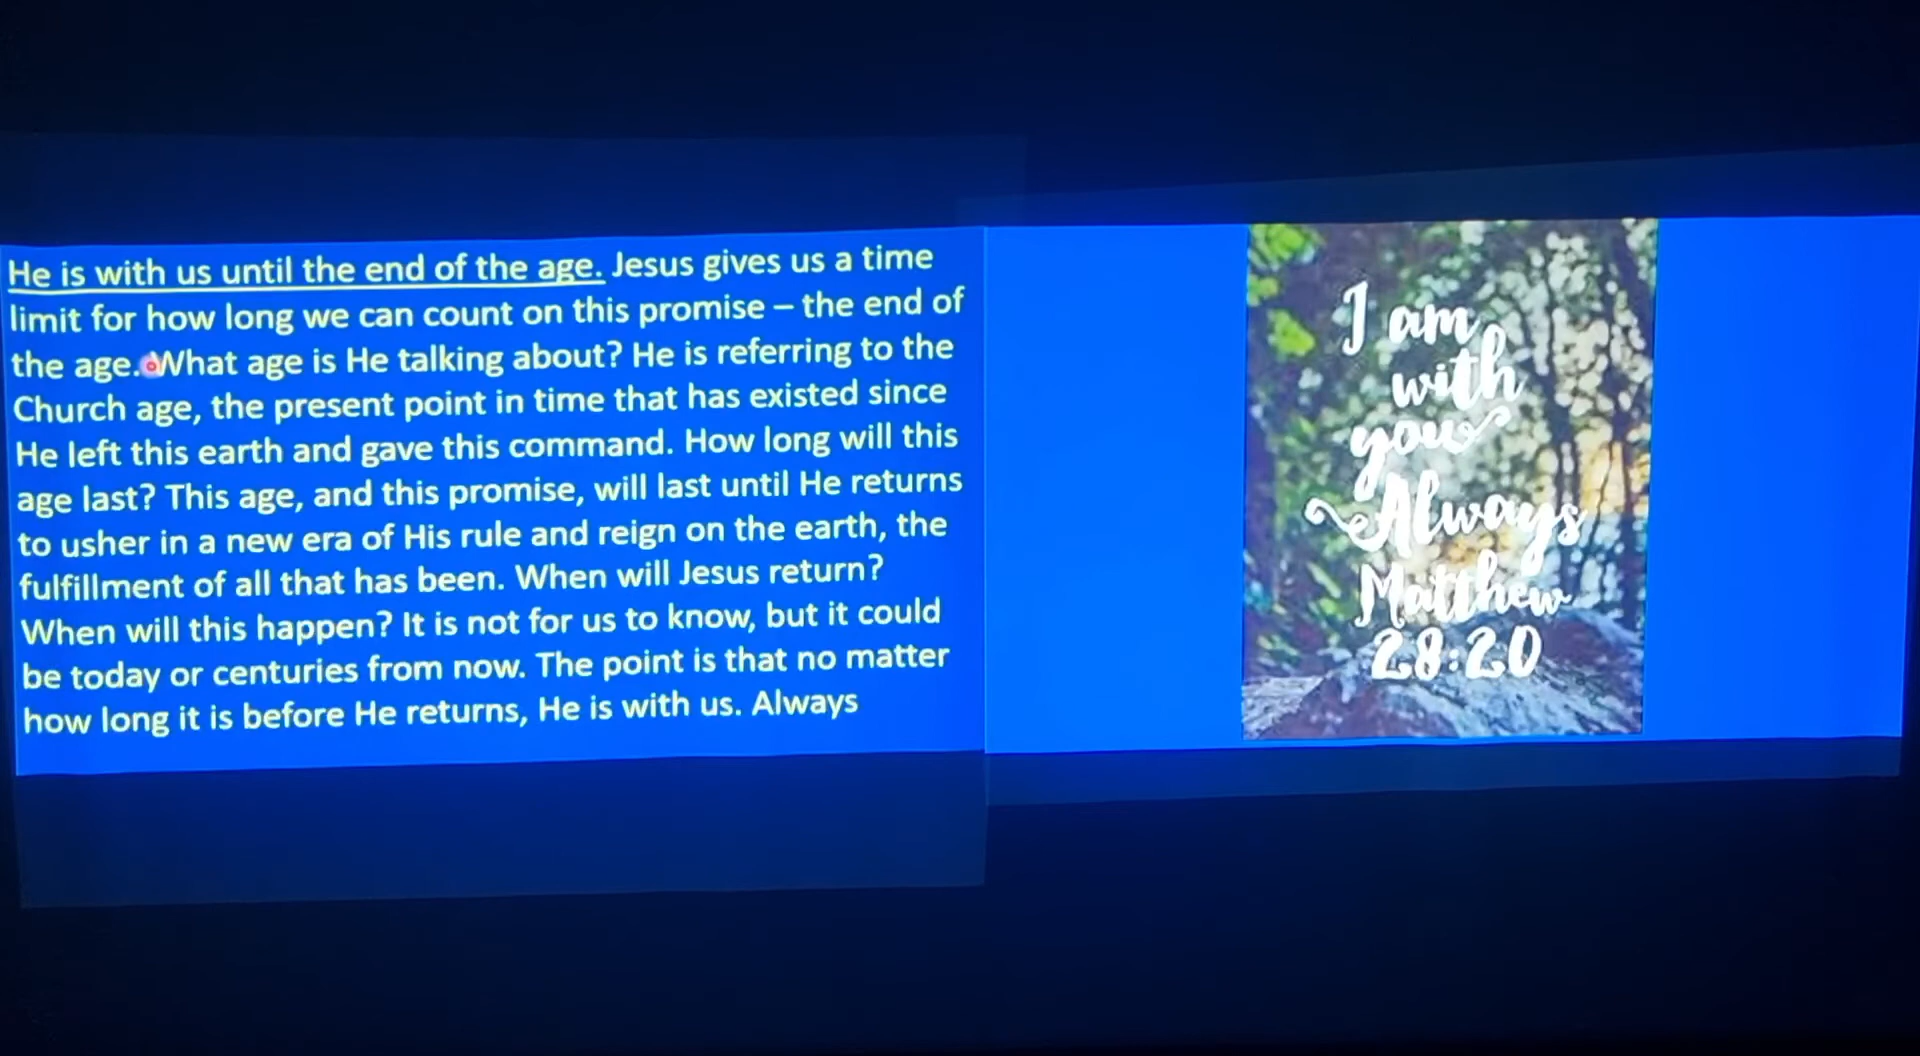 He is with us until the end of the age. Jesus gives us a time
limit for how long we can count on this promise – the end of
the age. What age is He talking about? He is referring to the
Church age, the present point in time that has existed since
He left this earth and gave this command. How long will this
age last? This age, and this promise, will last until He returns
to usher in a new era of His rule and reign on the earth, the
fulfillment of all that has been. When will Jesus return?
When will this happen? It is not for us to know, but it could
be today or centuries from now. The point is that no matter
how long it is before He returns, He is with us. Always
I am
with
you
Always
Matthew
28:20